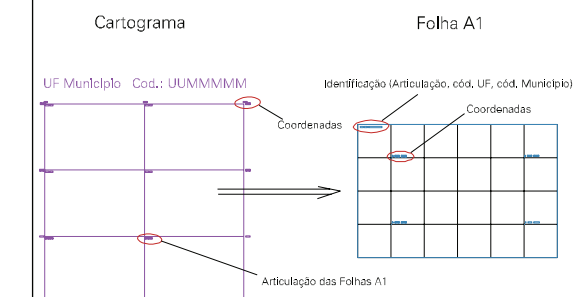 Cartograma
Folha A1
UF Município Cod.: UUMMMMM
Identificação (Articulação, cód. UF, cód. Município)
Coordenadas
Coordenadas
Articulação das Folhas A1